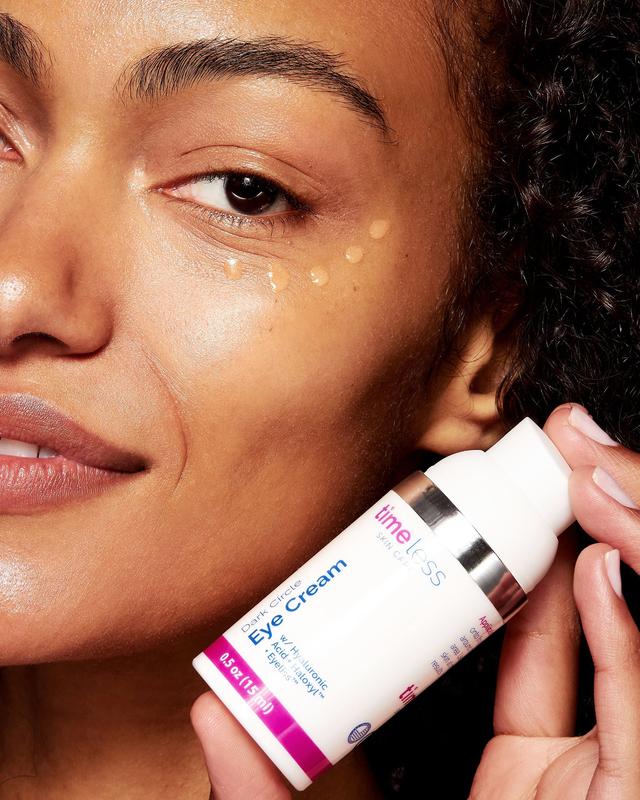 time less
SKIN CARE
Dark Circle
Eye Cream
w/ Hyaluronic
Acid + Haloxyl™
+ Eyeliss™
0.5 oz (15 ml)